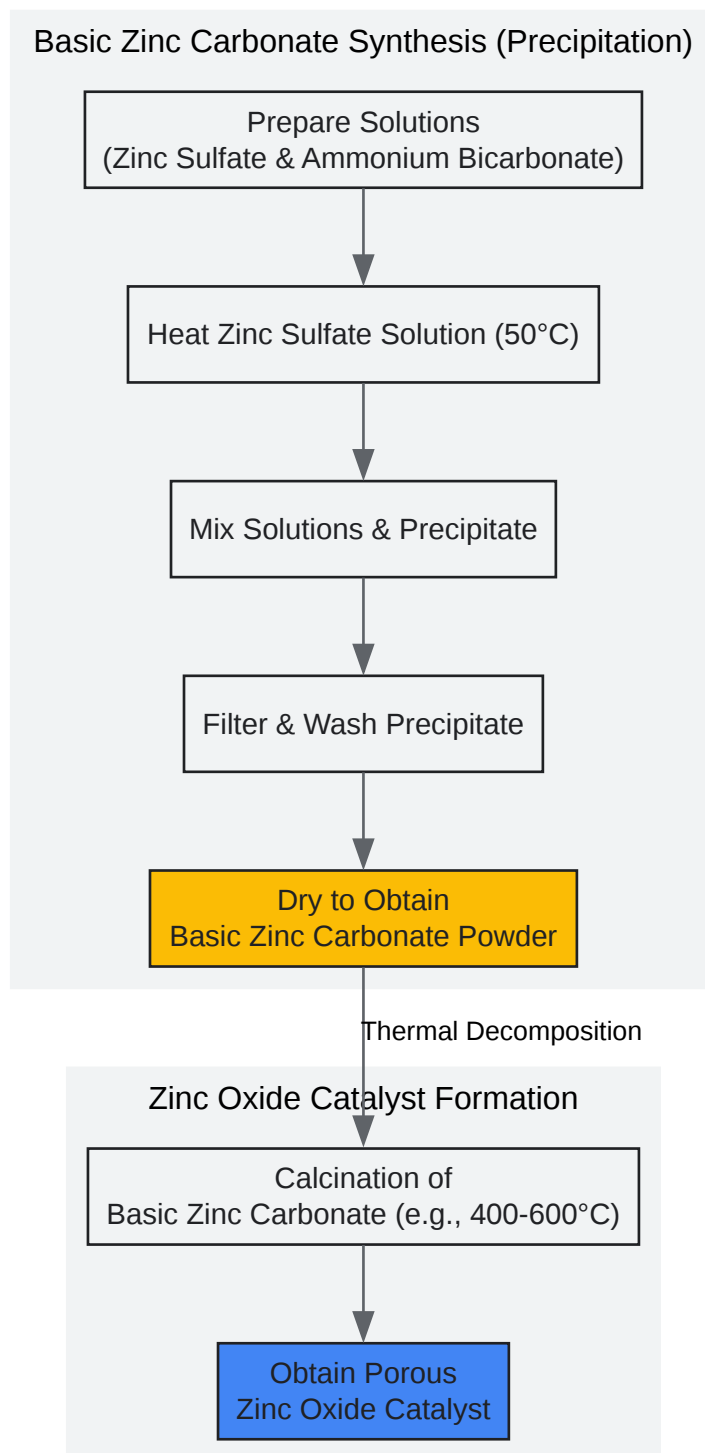 Basic Zinc Carbonate Synthesis (Precipitation)
Prepare Solutions
(Zinc Sulfate & Ammonium Bicarbonate)
Heat Zinc Sulfate Solution (50°C)
Mix Solutions & Precipitate
Filter & Wash Precipitate
Dry to Obtain
Basic Zinc Carbonate Powder
Thermal Decomposition
Zinc Oxide Catalyst Formation
Calcination of
Basic Zinc Carbonate (e.g., 400-600°C)
Obtain Porous
Zinc Oxide Catalyst